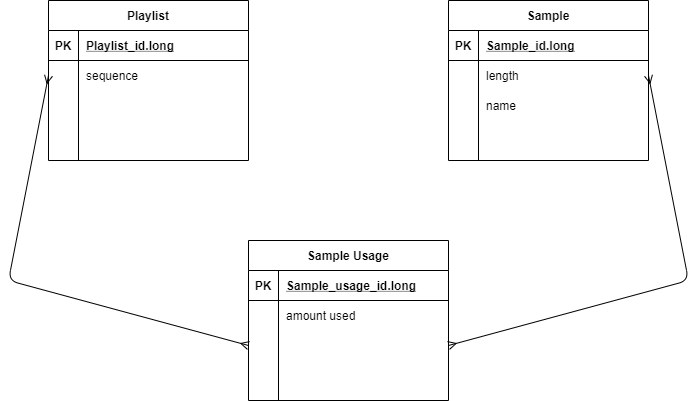 Playlist
PK Playlist_id.long
sequence
Sample
PK Sample_id.long
length
name
Sample Usage
PK Sample_usage_id.long
amount used